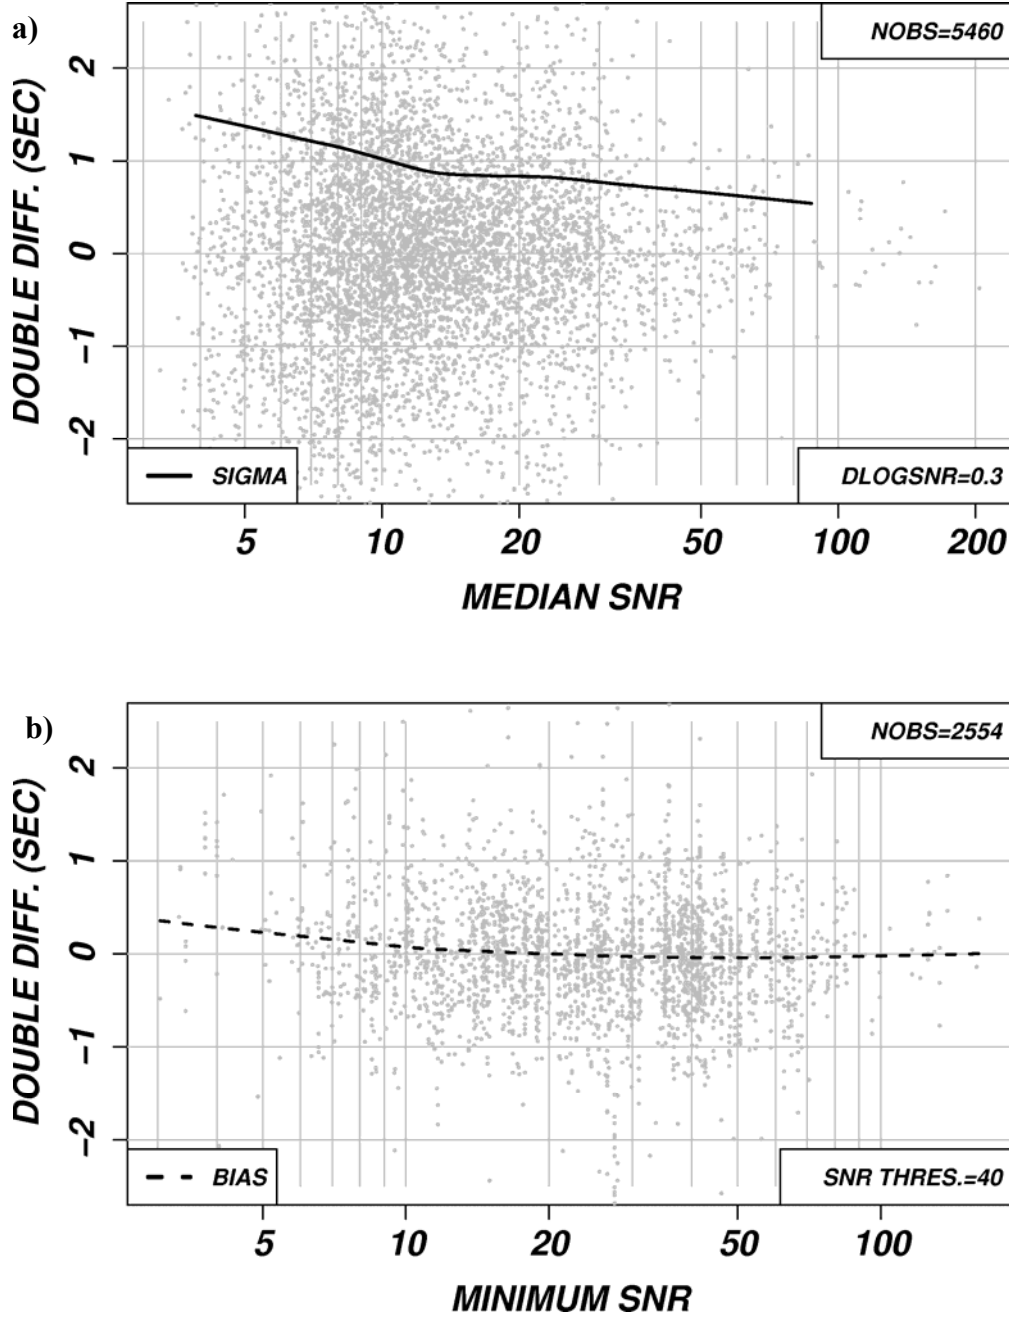 a)
NOBS=5460
DOUBLE DIFF. (SEC)
2
1
0
−1
−2
SIGMA
DLOGSNR=0.3
5 10 20 50 100 200
MEDIAN SNR
b)
NOBS=2554
DOUBLE DIFF. (SEC)
2
1
0
−1
−2
BIAS
SNR THRES.=40
5 10 20 50 100
MINIMUM SNR